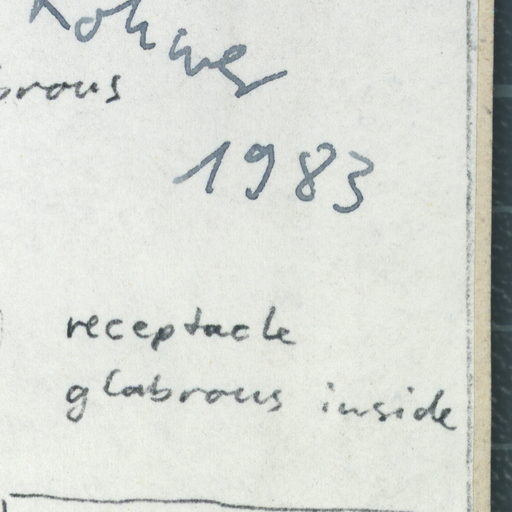 Rohwer
brous
1983
receptacle
glabrous inside